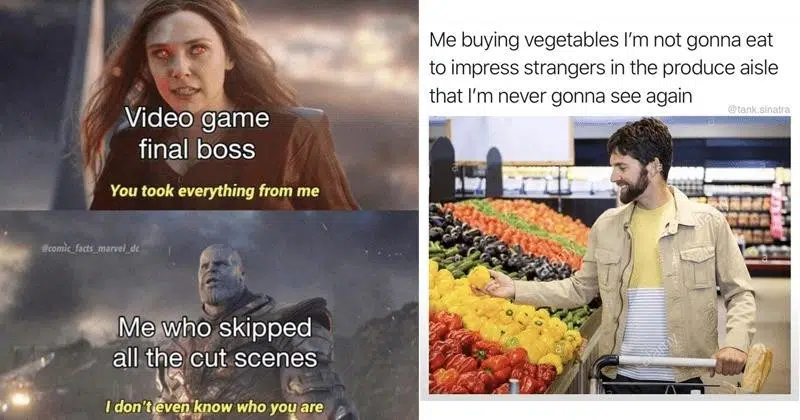 Video game
final boss
You took everything from me
@comic_facts_marvel_dc
Me who skipped
all the cut scenes
I don't even know who you are
Me buying vegetables I'm not gonna eat
to impress strangers in the produce aisle
that I'm never gonna see again
@tank.sinatra